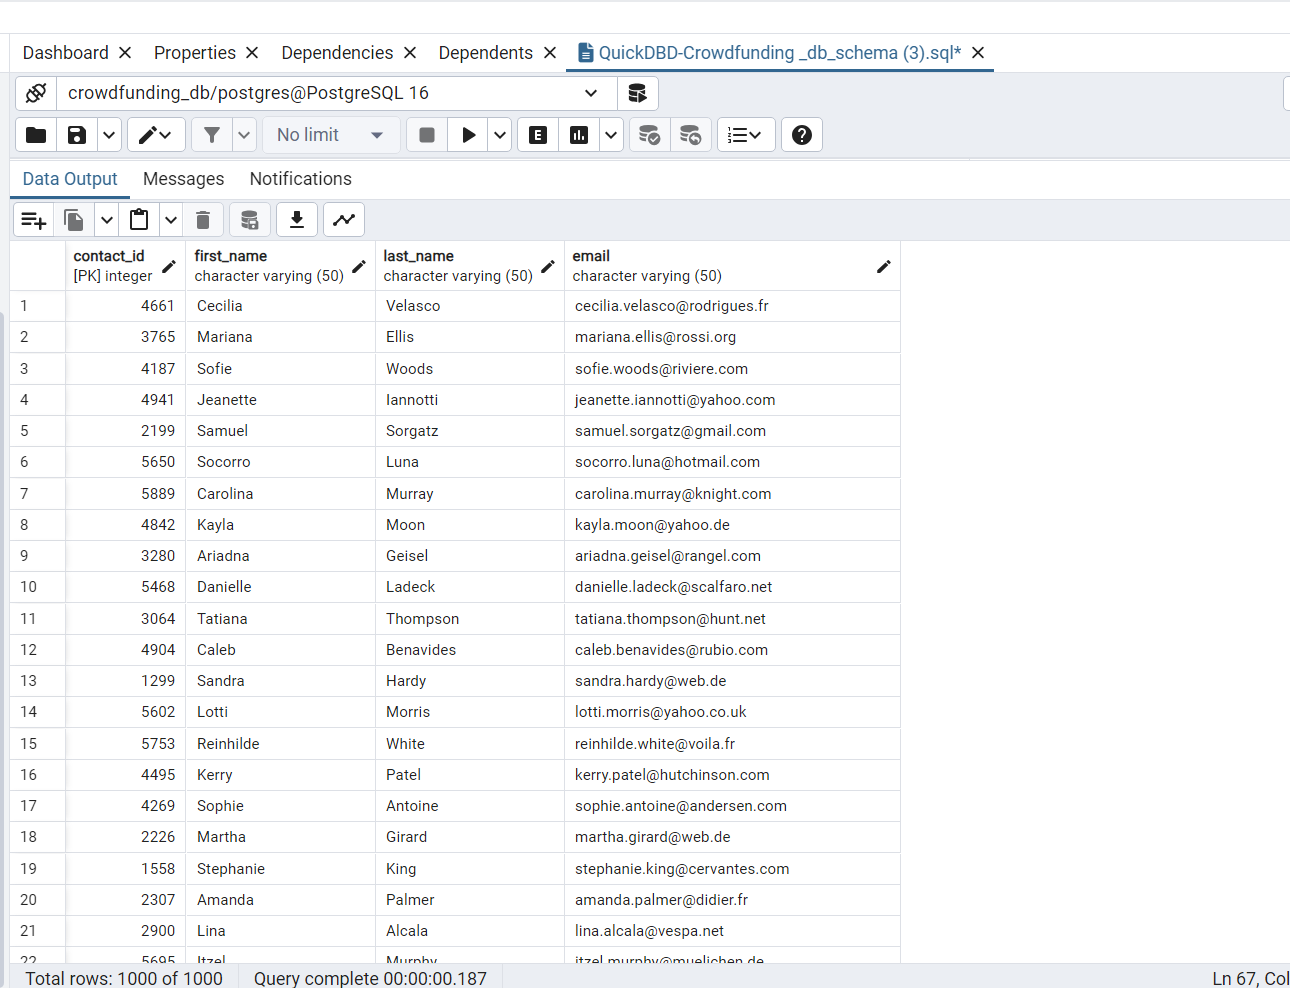 Dashboard Properties Dependencies Dependents QuickDBD-Crowdfunding _db_schema (3).sql*
crowdfunding_db/postgres@PostgreSQL 16
No limit E
Data Output Messages Notifications
contact_id first_name last_name email
[PK] integer character varying (50) character varying (50) character varying (50)
1 4661 Cecilia Velasco cecilia.velasco@rodrigues.fr
2 3765 Mariana Ellis mariana.ellis@rossi.org
3 4187 Sofie Woods sofie.woods@riviere.com
4 4941 Jeanette Iannotti jeanette.iannotti@yahoo.com
5 2199 Samuel Sorgatz samuel.sorgatz@gmail.com
6 5650 Socorro Luna socorro.luna@hotmail.com
7 5889 Carolina Murray carolina.murray@knight.com
8 4842 Kayla Moon kayla.moon@yahoo.de
9 3280 Ariadna Geisel ariadna.geisel@rangel.com
10 5468 Danielle Ladeck danielle.ladeck@scalfaro.net
11 3064 Tatiana Thompson tatiana.thompson@hunt.net
12 4904 Caleb Benavides caleb.benavides@rubio.com
13 1299 Sandra Hardy sandra.hardy@web.de
14 5602 Lotti Morris lotti.morris@yahoo.co.uk
15 5753 Reinhilde White reinhilde.white@voila.fr
16 4495 Kerry Patel kerry.patel@hutchinson.com
17 4269 Sophie Antoine sophie.antoine@andersen.com
18 2226 Martha Girard martha.girard@web.de
19 1558 Stephanie King stephanie.king@cervantes.com
20 2307 Amanda Palmer amanda.palmer@didier.fr
21 2900 Lina Alcala lina.alcala@vespa.net
22 5695 Itzel Murphy itzel.murphy@muelichen.de
Total rows: 1000 of 1000 Query complete 00:00:00.187 Ln 67, Col